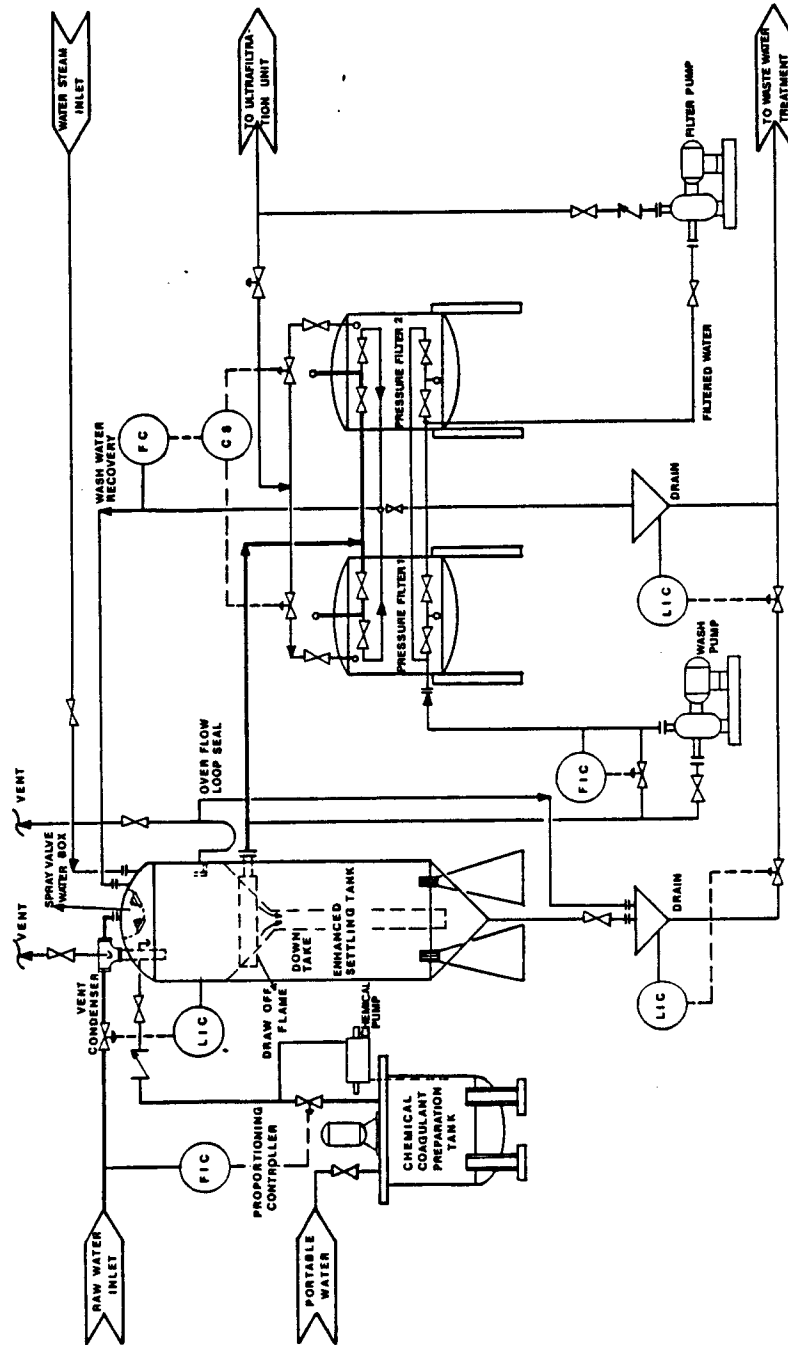 WATER STEAM
INLET
TO ULTRAFILTRA-
TION UNIT
TO WASTE WATER
TREATMENT
FILTER PUMP
FILTERED WATER
PRESSURE FILTER 2
PRESSURE FILTER 1
FC
CS
WASH WATER
RECOVERY
DRAIN
LIC
WASH
PUMP
FIC
OVER FLOW
LOOP SEAL
VENT
SPRAY VALVE
WATER BOX
VENT
VENT
CONDENSER
LIC
DOWN
TAKE
ENHANCED
SETTLING TANK
DRAW OFF
FLAME
DRAIN
LIC
CHEMICAL
PUMP
CHEMICAL
COAGULANT
PREPARATION
TANK
PROPORTIONING
CONTROLLER
FIC
RAW WATER
INLET
PORTABLE
WATER